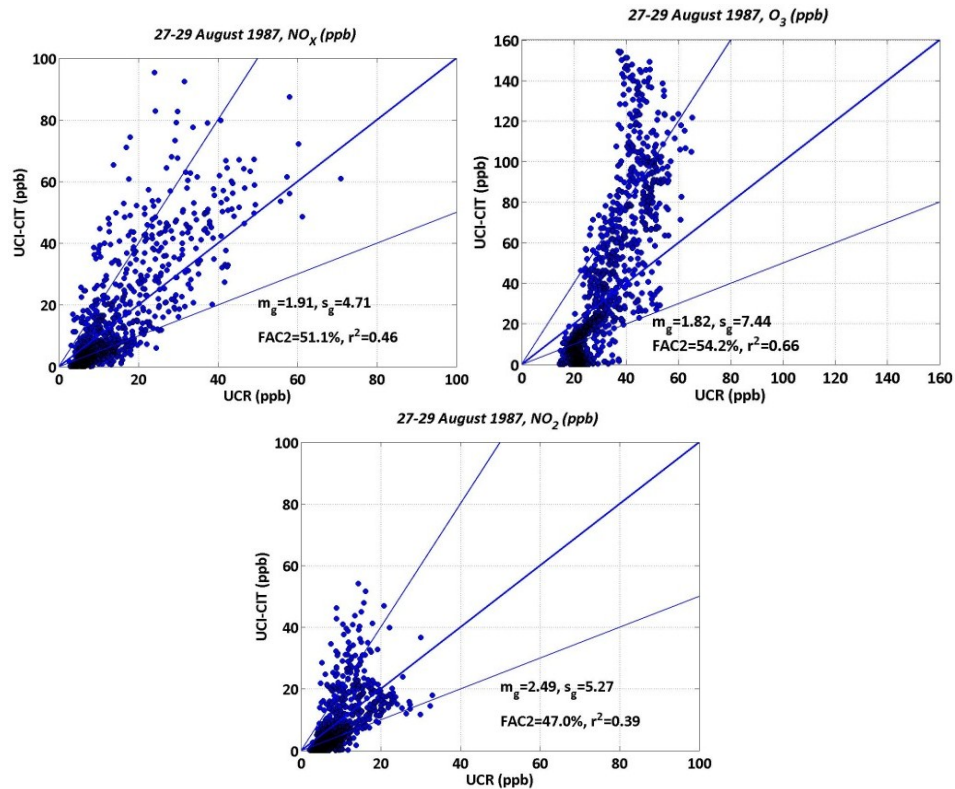 27-29 August 1987, NOX (ppb)
100
80
60
40
20
0
UCI-CIT (ppb)
mg=1.91, sg=4.71
FAC2=51.1%, r²=0.46
0 20 40 60 80 100
UCR (ppb)
27-29 August 1987, O3 (ppb)
160
140
120
100
80
60
40
20
0
UCI-CIT (ppb)
mg=1.82, sg=7.44
FAC2=54.2%, r²=0.66
0 20 40 60 80 100 120 140 160
UCR (ppb)
27-29 August 1987, NO2 (ppb)
100
80
60
40
20
0
UCI-CIT (ppb)
mg=2.49, sg=5.27
FAC2=47.0%, r²=0.39
0 20 40 60 80 100
UCR (ppb)